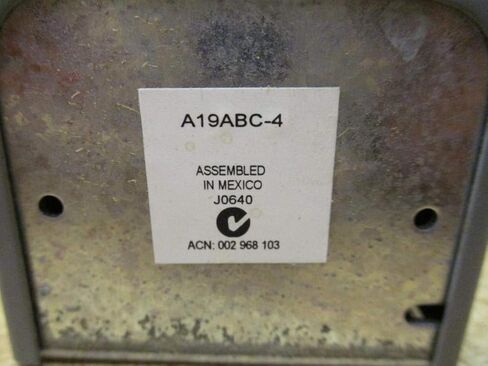 A19ABC-4
ASSEMBLED
IN MEXICO
J0640
ACN: 002 968 103